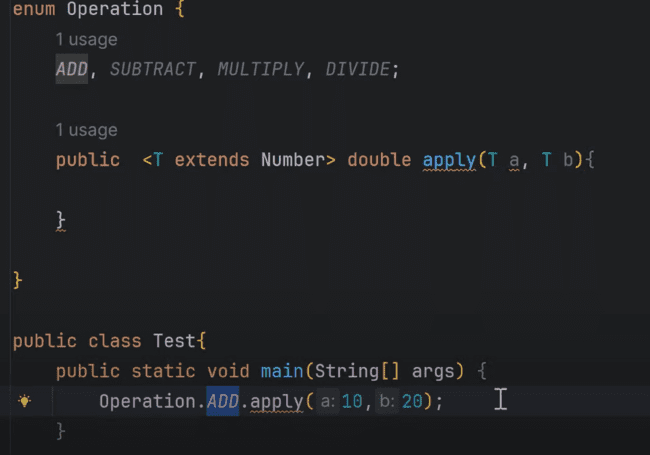 enum Operation {
1 usage
ADD, SUBTRACT, MULTIPLY, DIVIDE;
1 usage
public <T extends Number> double apply(T a, T b){
}
}
public class Test{
public static void main(String[] args) {
Operation.ADD.apply( a: 10, b: 20);
}